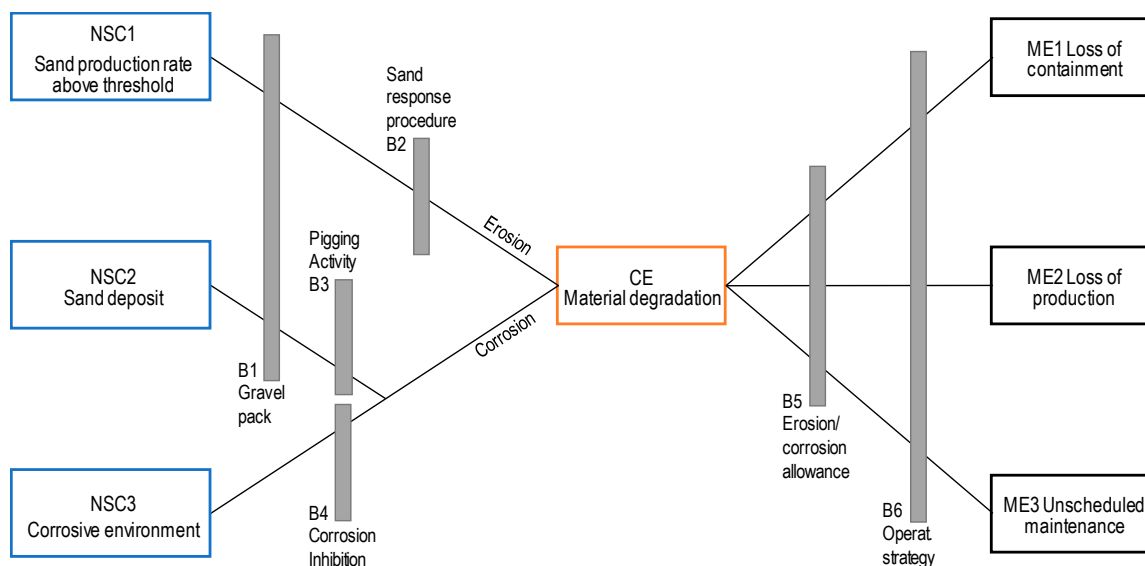 NSC1
Sand production rate
above threshold
Sand
response
procedure
B2
ME1 Loss of
containment
Erosion
NSC2
Sand deposit
Pigging
Activity
B3
CE
Material degradation
ME2 Loss of
production
Corrosion
B1
Gravel
pack
B5
Erosion/
corrosion
allowance
NSC3
Corrosive environment
B4
Corrosion
Inhibition
B6
Operat.
strategy
ME3 Unscheduled
maintenance